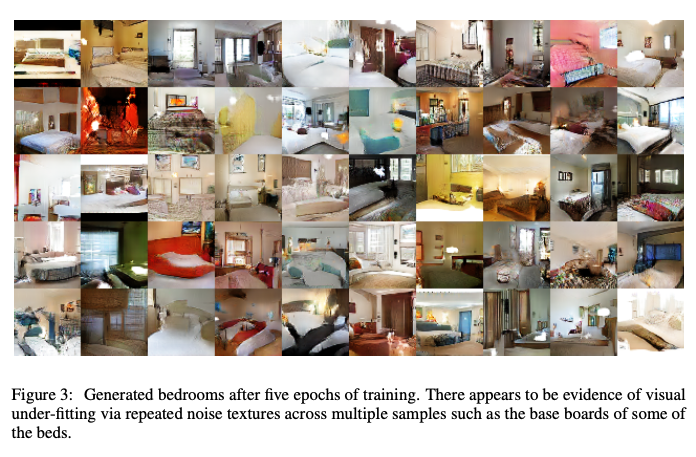 Figure 3: Generated bedrooms after five epochs of training. There appears to be evidence of visual
under-fitting via repeated noise textures across multiple samples such as the base boards of some of
the beds.